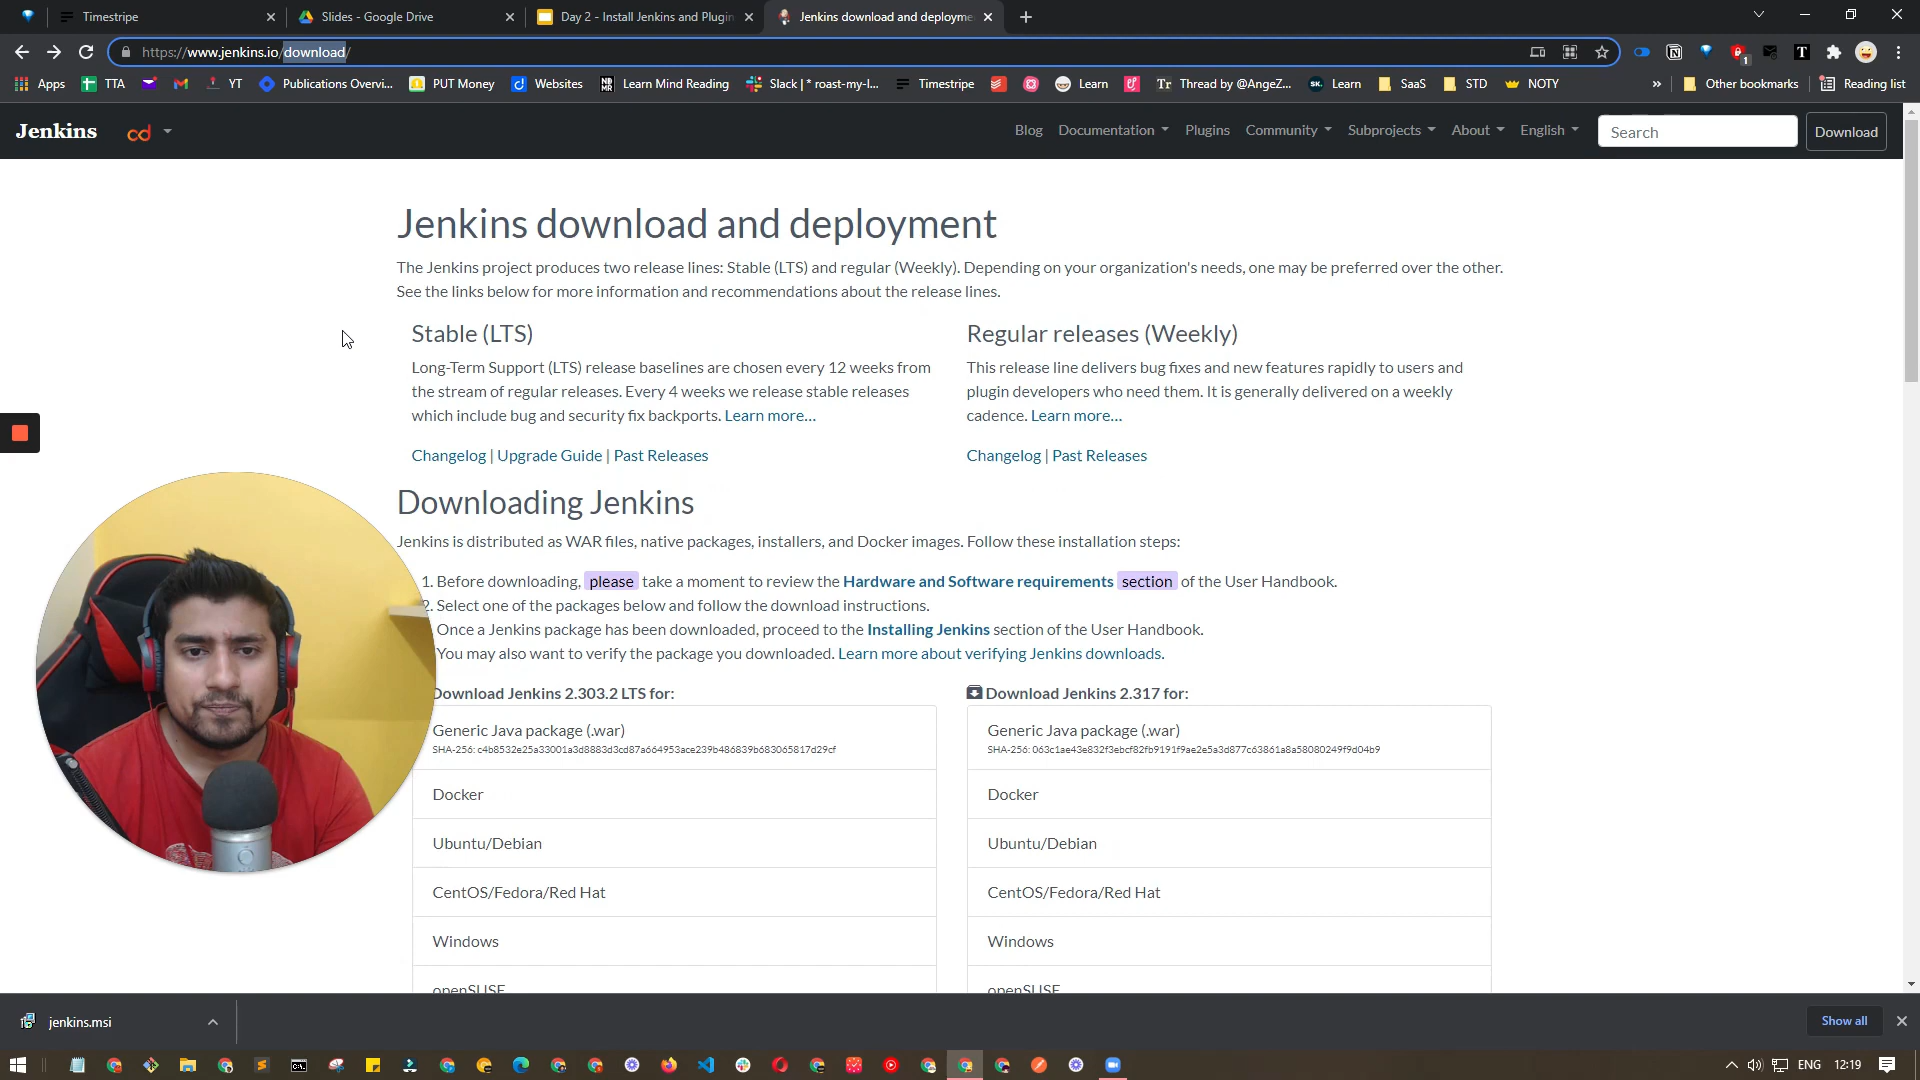 Timestripe
Slides - Google Drive
Day 2 - Install Jenkins and Plugin
Jenkins download and deployme
https://www.jenkins.io/download/
1
Apps
TTA
YT
Publications Overvi...
PUT Money
Websites
Learn Mind Reading
Slack | * roast-my-l...
Timestripe
Learn
Thread by @AngeZ...
Learn
SaaS
STD
NOTY
»
Other bookmarks
Reading list
Jenkins
cd
Blog
Documentation
Plugins
Community
Subprojects
About
English
Search
Download
Jenkins download and deployment
The Jenkins project produces two release lines: Stable (LTS) and regular (Weekly). Depending on your organization's needs, one may be preferred over the other.
See the links below for more information and recommendations about the release lines.
Stable (LTS)
Long-Term Support (LTS) release baselines are chosen every 12 weeks from
the stream of regular releases. Every 4 weeks we release stable releases
which include bug and security fix backports. Learn more...
Changelog | Upgrade Guide | Past Releases
Regular releases (Weekly)
This release line delivers bug fixes and new features rapidly to users and
plugin developers who need them. It is generally delivered on a weekly
cadence. Learn more...
Changelog | Past Releases
Downloading Jenkins
Jenkins is distributed as WAR files, native packages, installers, and Docker images. Follow these installation steps:
1. Before downloading, please take a moment to review the Hardware and Software requirements section of the User Handbook.
2. Select one of the packages below and follow the download instructions.
Once a Jenkins package has been downloaded, proceed to the Installing Jenkins section of the User Handbook.
You may also want to verify the package you downloaded. Learn more about verifying Jenkins downloads.
Download Jenkins 2.303.2 LTS for:
Generic Java package (.war)
SHA-256: c4b8532e25a33001a3d8883d3cd87a664953ace239b486839b683065817d29cf
Docker
Ubuntu/Debian
CentOS/Fedora/Red Hat
Windows
openSUSE
Download Jenkins 2.317 for:
Generic Java package (.war)
SHA-256: 063c1ae43e832f3ebcf82fb9191f9ae2e5a3d877c63861a8a58080249f9d04b9
Docker
Ubuntu/Debian
CentOS/Fedora/Red Hat
Windows
openSUSE
jenkins.msi
Show all
ENG
12:19